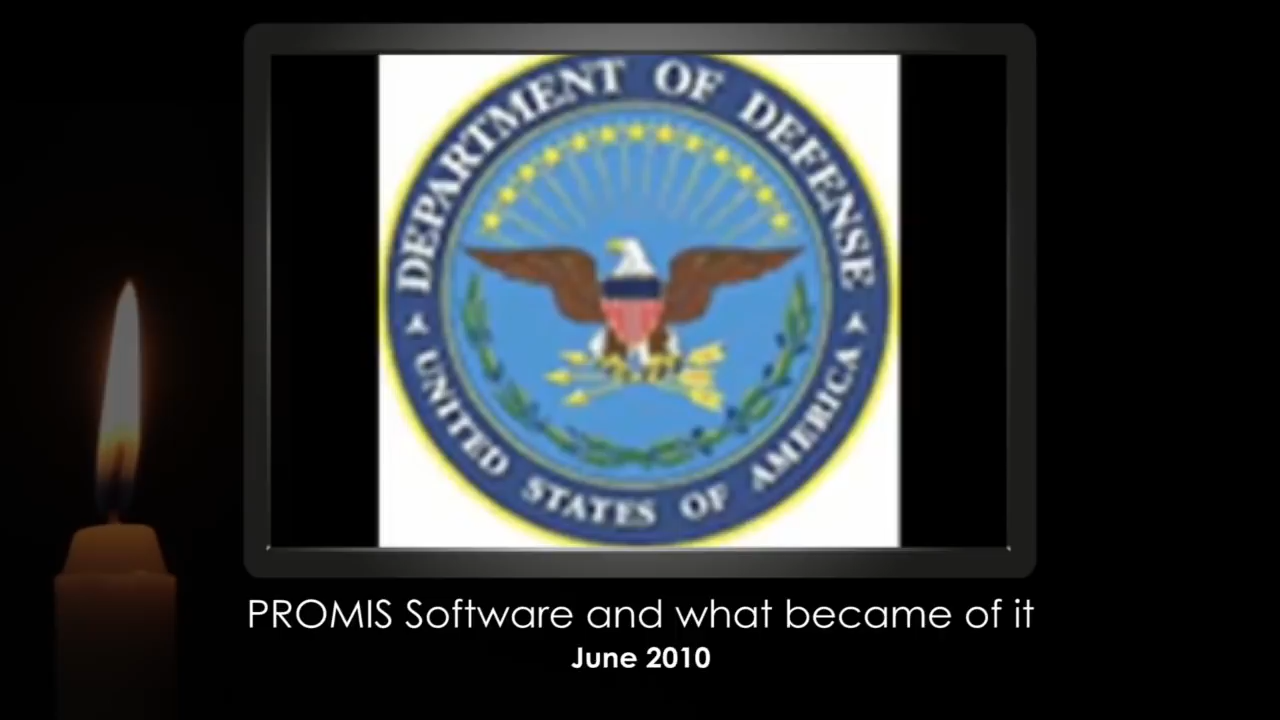 DEPARTMENT OF DEFENSE
UNITED STATES OF AMERICA
PROMIS Software and what became of it
June 2010